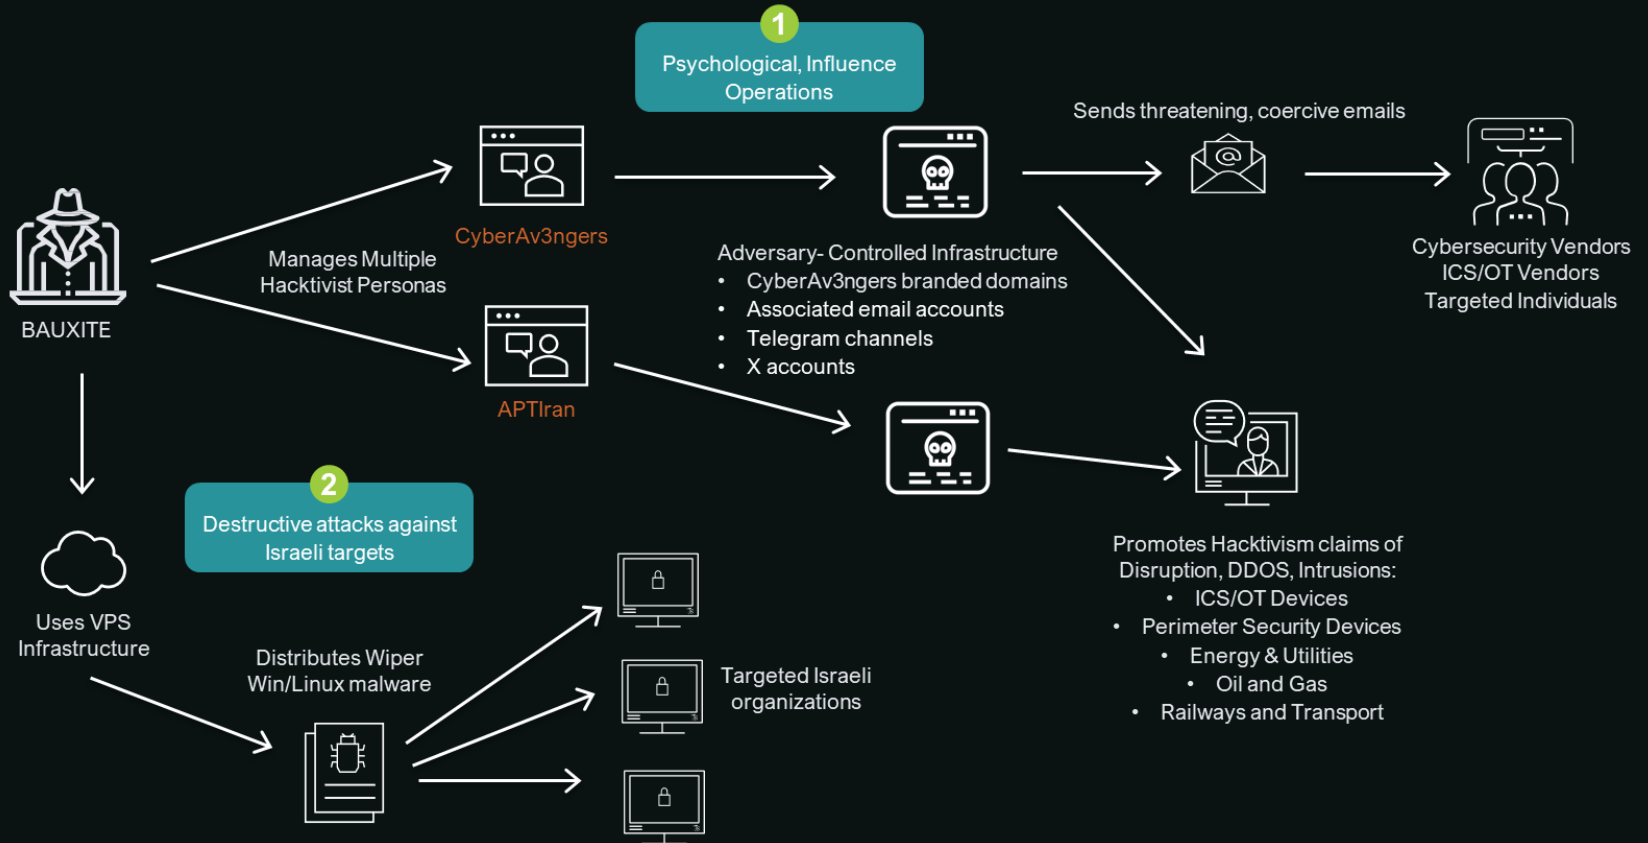 1
Psychological, Influence
Operations
Sends threatening, coercive emails
@
CyberAv3ngers
Manages Multiple
Hacktivist Personas
BAUXITE
APTIran
Adversary- Controlled Infrastructure
• CyberAv3ngers branded domains
• Associated email accounts
• Telegram channels
• X accounts
Cybersecurity Vendors
ICS/OT Vendors
Targeted Individuals
2
Destructive attacks against
Israeli targets
Uses VPS
Infrastructure
Distributes Wiper
Win/Linux malware
Targeted Israeli
organizations
Promotes Hacktivism claims of
Disruption, DDOS, Intrusions:
• ICS/OT Devices
• Perimeter Security Devices
• Energy & Utilities
• Oil and Gas
• Railways and Transport